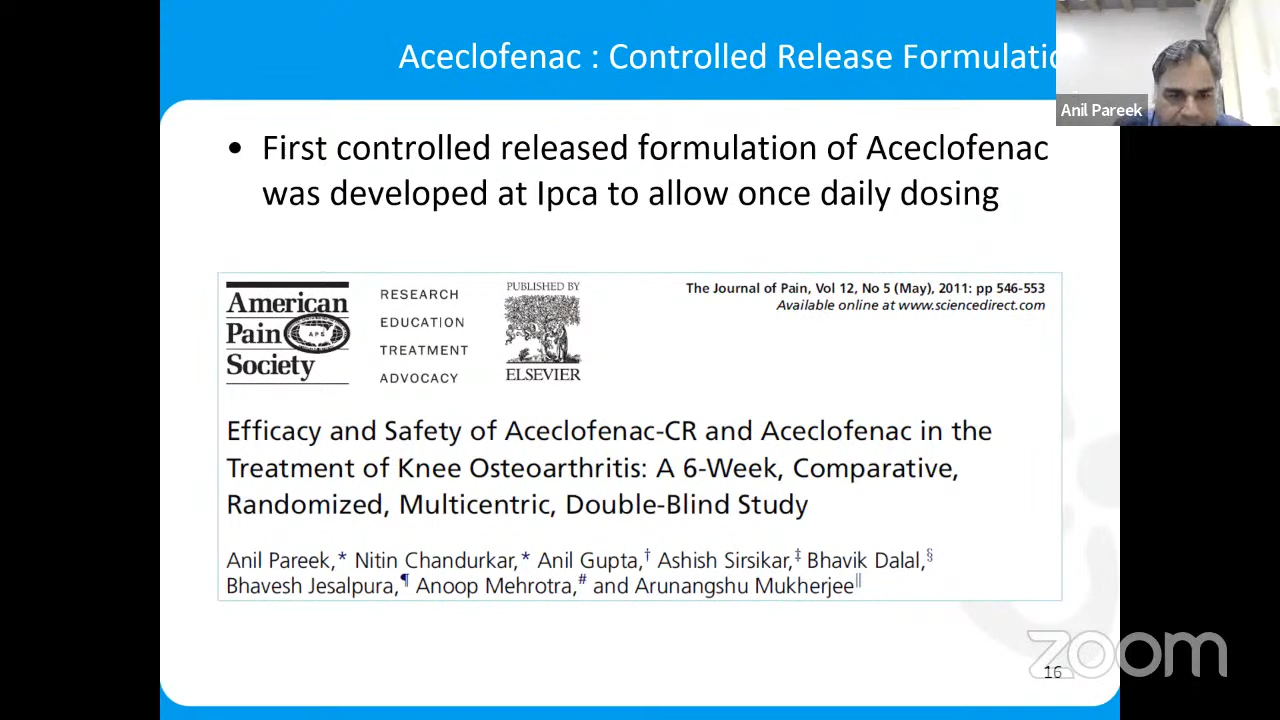 Aceclofenac : Controlled Release Formulatio
Anil Pareek
• First controlled released formulation of Aceclofenac
was developed at Ipca to allow once daily dosing
American
Pain
APS
Society
RESEARCH
EDUCATION
TREATMENT
ADVOCACY
PUBLISHED BY
ELSEVIER
The Journal of Pain, Vol 12, No 5 (May), 2011: pp 546-553
Available online at www.sciencedirect.com
Efficacy and Safety of Aceclofenac-CR and Aceclofenac in the
Treatment of Knee Osteoarthritis: A 6-Week, Comparative,
Randomized, Multicentric, Double-Blind Study
Anil Pareek,* Nitin Chandurkar,* Anil Gupta,† Ashish Sirsikar,‡ Bhavik Dalal,§
Bhavesh Jesalpura,¶ Anoop Mehrotra,# and Arunangshu Mukherjee||
zoom
16